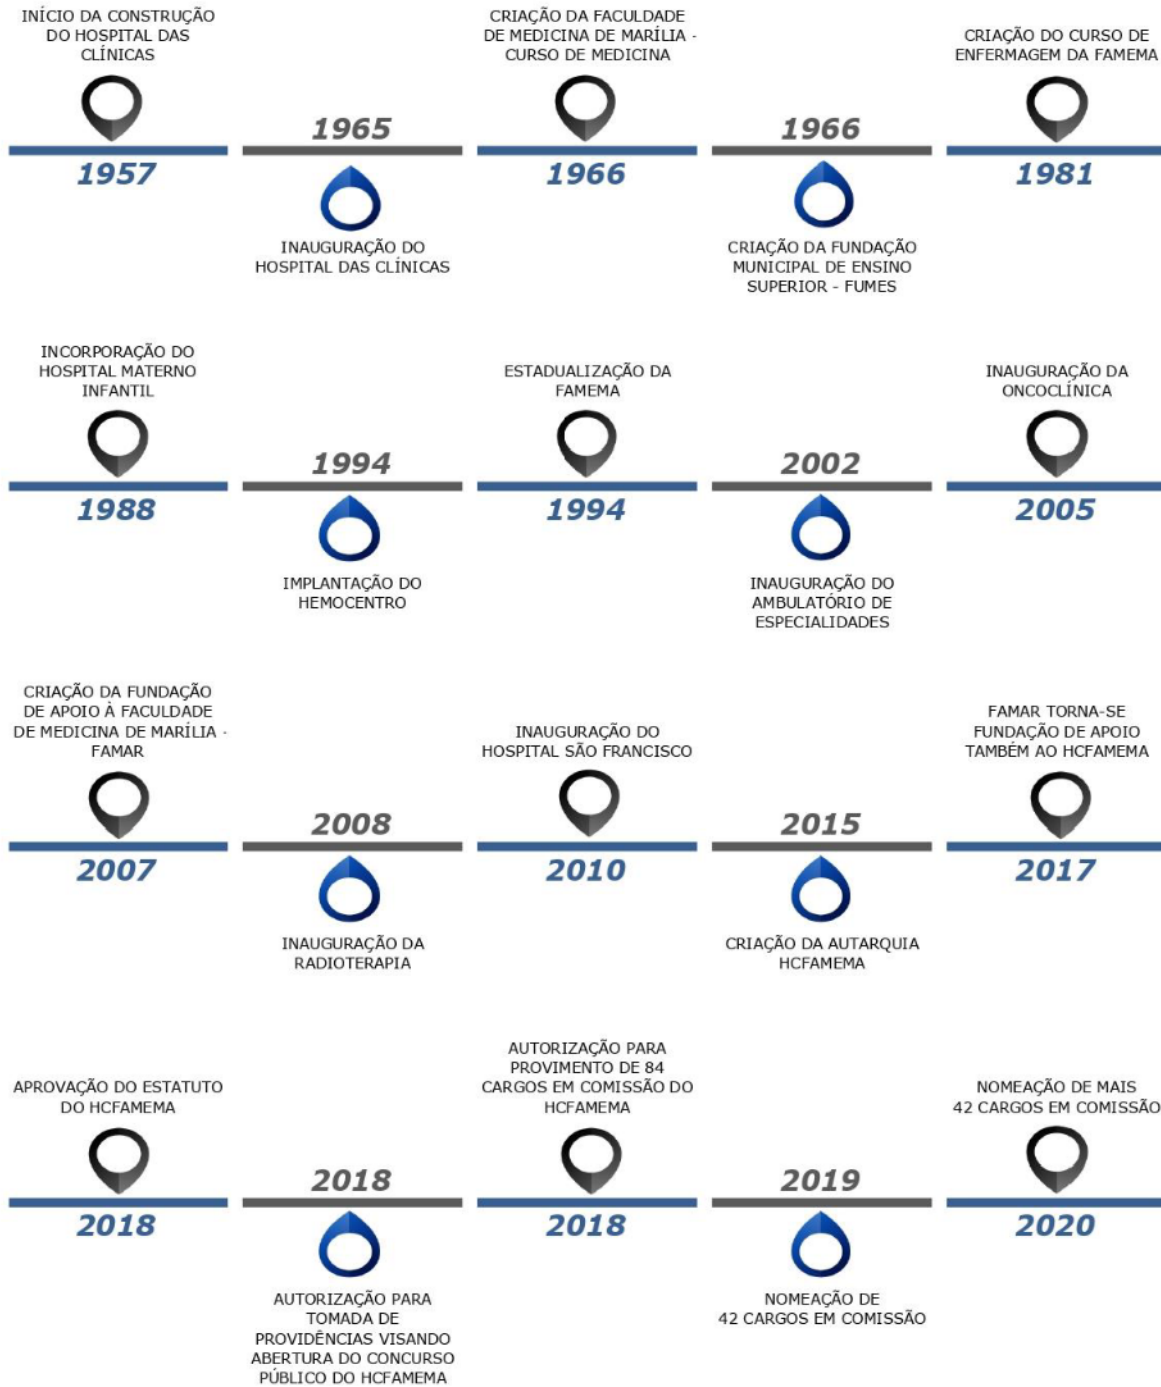 INÍCIO DA CONSTRUÇÃO
DO HOSPITAL DAS
CLÍNICAS
1957
1965
INAUGURAÇÃO DO
HOSPITAL DAS CLÍNICAS
CRIAÇÃO DA FACULDADE
DE MEDICINA DE MARÍLIA -
CURSO DE MEDICINA
1966
1966
CRIAÇÃO DA FUNDAÇÃO
MUNICIPAL DE ENSINO
SUPERIOR - FUMES
CRIAÇÃO DO CURSO DE
ENFERMAGEM DA FAMEMA
1981
INCORPORAÇÃO DO
HOSPITAL MATERNO
INFANTIL
1988
1994
IMPLANTAÇÃO DO
HEMOCENTRO
ESTADUALIZAÇÃO DA
FAMEMA
1994
2002
INAUGURAÇÃO DO
AMBULATÓRIO DE
ESPECIALIDADES
INAUGURAÇÃO DA
ONCOCLÍNICA
2005
CRIAÇÃO DA FUNDAÇÃO
DE APOIO À FACULDADE
DE MEDICINA DE MARÍLIA -
FAMAR
2007
2008
INAUGURAÇÃO DA
RADIOTERAPIA
INAUGURAÇÃO DO
HOSPITAL SÃO FRANCISCO
2010
2015
CRIAÇÃO DA AUTARQUIA
HCFAMEMA
FAMAR TORNA-SE
FUNDAÇÃO DE APOIO
TAMBÉM AO HCFAMEMA
2017
APROVAÇÃO DO ESTATUTO
DO HCFAMEMA
2018
2018
AUTORIZAÇÃO PARA
TOMADA DE
PROVIDÊNCIAS VISANDO
ABERTURA DO CONCURSO
PÚBLICO DO HCFAMEMA
AUTORIZAÇÃO PARA
PROVIMENTO DE 84
CARGOS EM COMISSÃO DO
HCFAMEMA
2018
2019
NOMEAÇÃO DE
42 CARGOS EM COMISSÃO
NOMEAÇÃO DE MAIS
42 CARGOS EM COMISSÃO
2020